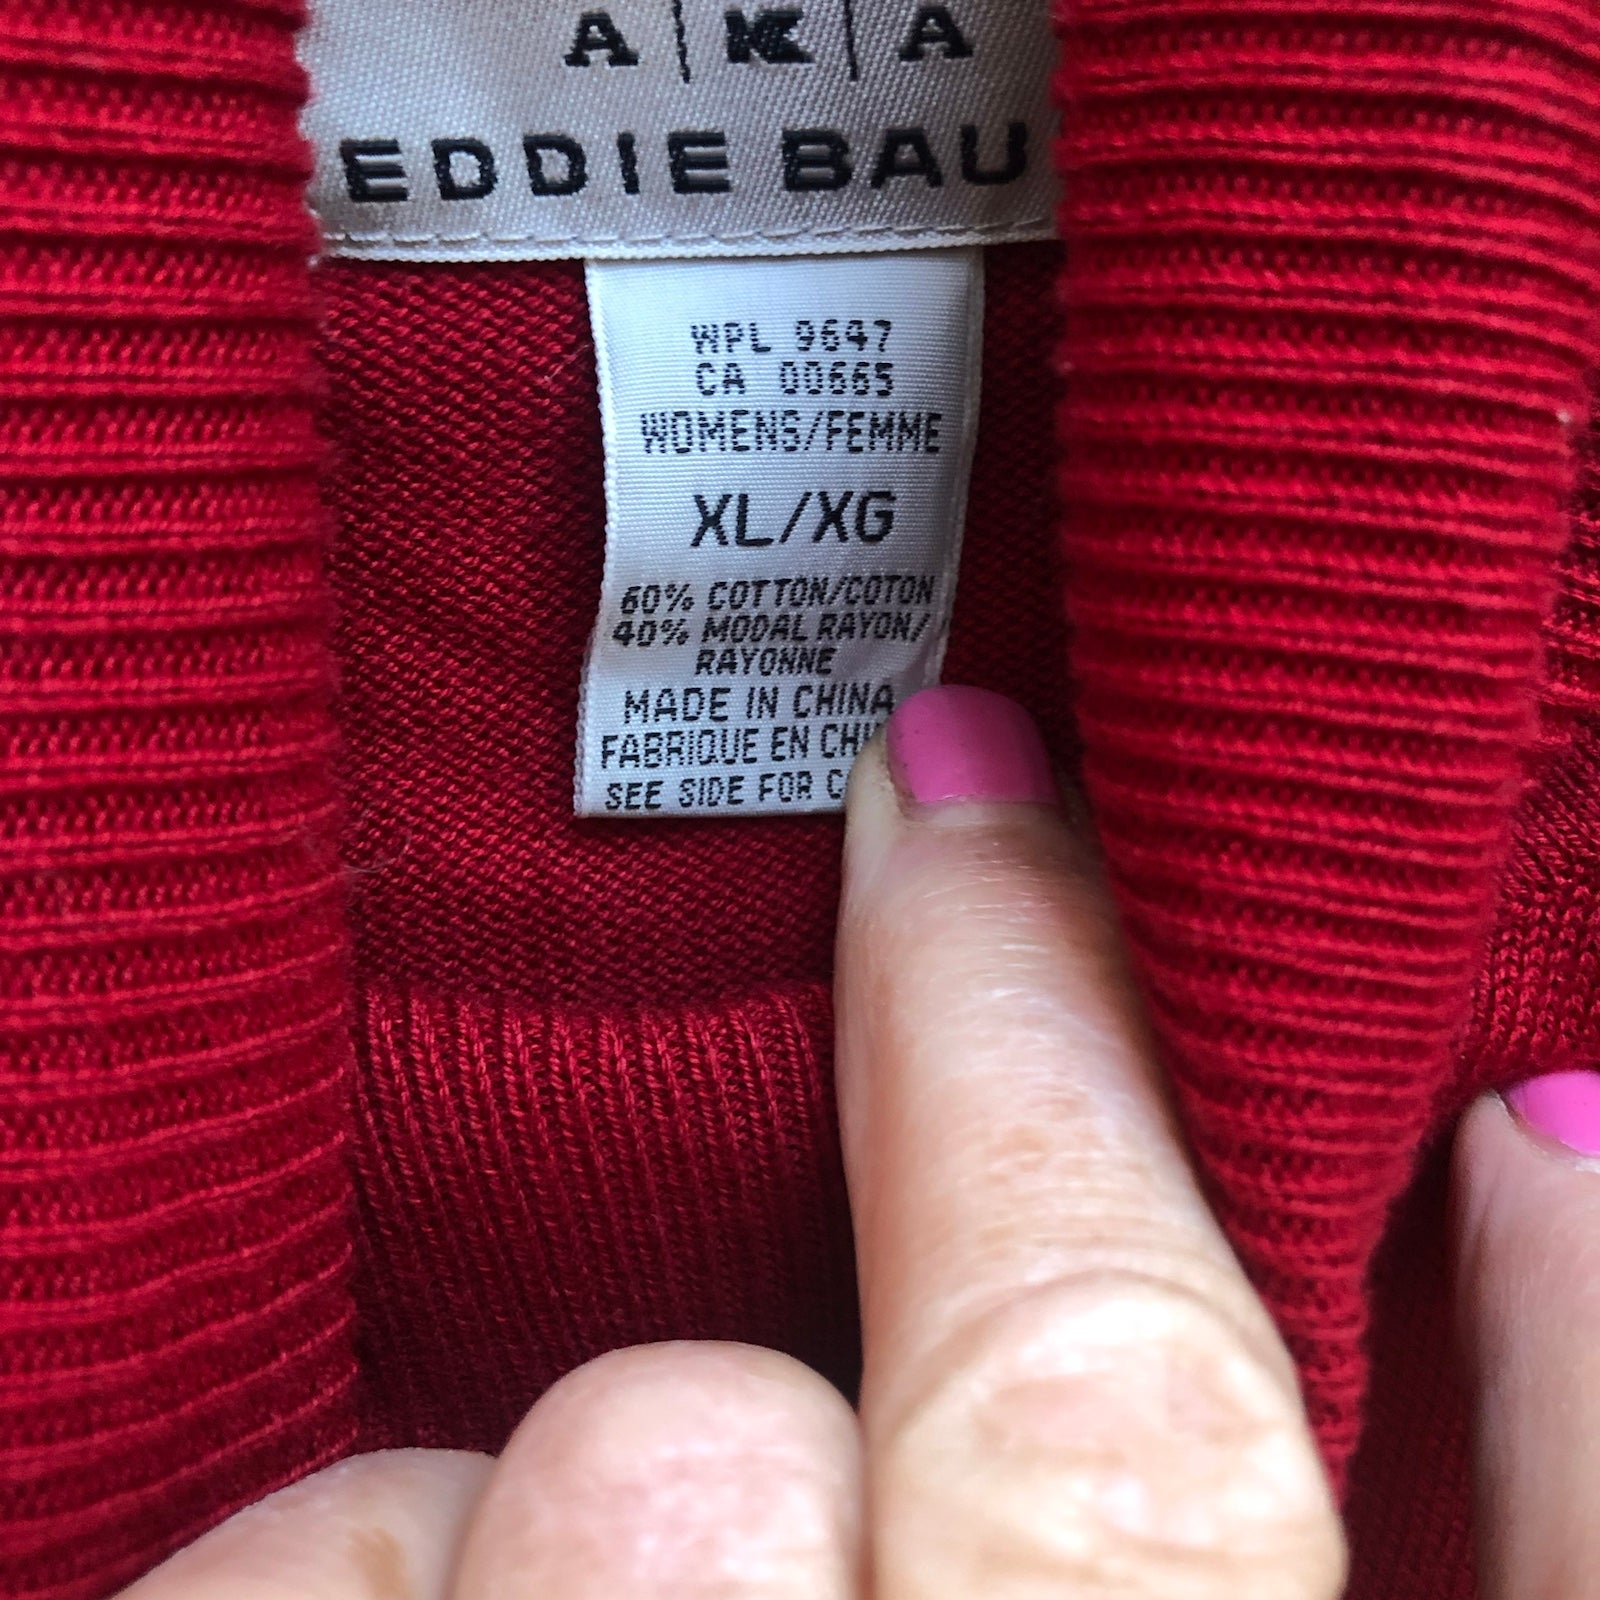 A|K|A
EDDIE BAU
WPL 9647
CA 00665
WOMENS/FEMME
XL/XG
60% COTTON/COTON
40% MODAL RAYON/
RAYONNE
MADE IN CHINA
FABRIQUE EN
SEE SIDE FOR